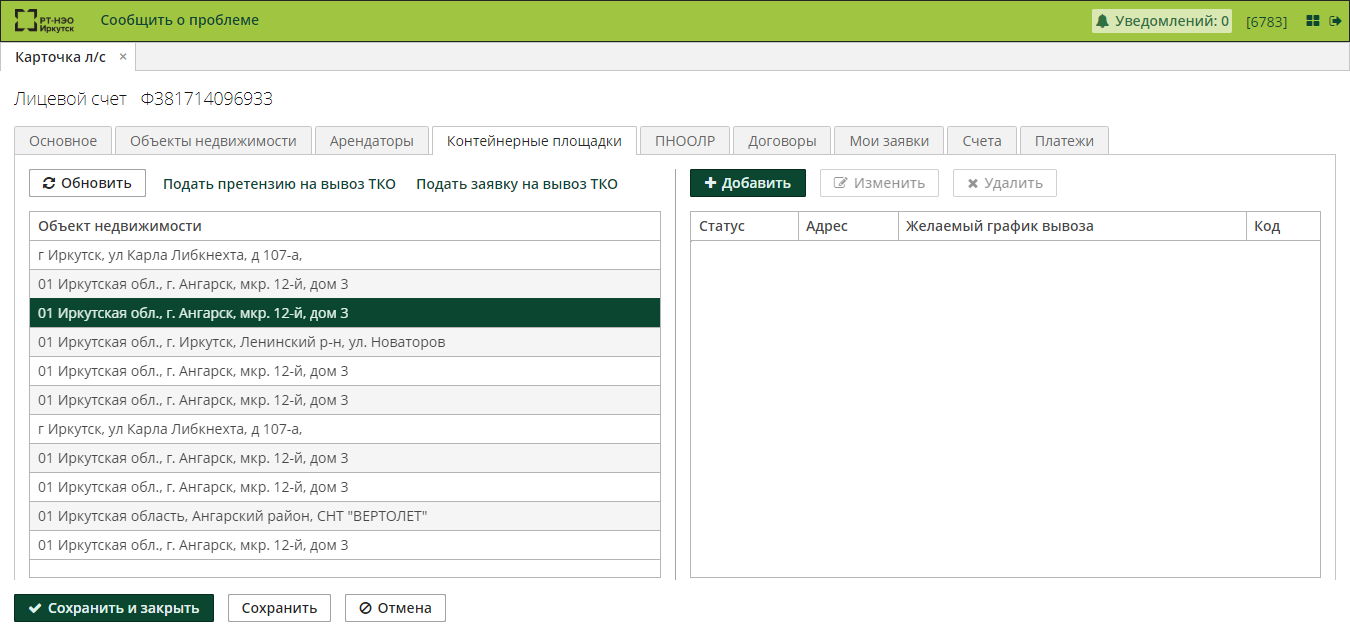 РТ-НЭО
Иркутск
Сообщить о проблеме
Уведомлений: 0
[6783]
Карточка л/с ×
Лицевой счет Ф381714096933
Основное Объекты недвижимости Арендаторы Контейнерные площадки ПНООЛР Договоры Мои заявки Счета Платежи
Обновить Подать претензию на вывоз ТКО Подать заявку на вывоз ТКО
Добавить Изменить Удалить
Объект недвижимости
г Иркутск, ул Карла Либкнехта, д 107-а,
01 Иркутская обл., г. Ангарск, мкр. 12-й, дом 3
01 Иркутская обл., г. Ангарск, мкр. 12-й, дом 3
01 Иркутская обл., г. Иркутск, Ленинский р-н, ул. Новаторов
01 Иркутская обл., г. Ангарск, мкр. 12-й, дом 3
01 Иркутская обл., г. Ангарск, мкр. 12-й, дом 3
г Иркутск, ул Карла Либкнехта, д 107-а,
01 Иркутская обл., г. Ангарск, мкр. 12-й, дом 3
01 Иркутская обл., г. Ангарск, мкр. 12-й, дом 3
01 Иркутская область, Ангарский район, СНТ "ВЕРТОЛЕТ"
01 Иркутская обл., г. Ангарск, мкр. 12-й, дом 3
Статус Адрес Желаемый график вывоза Код
Сохранить и закрыть Сохранить Отмена